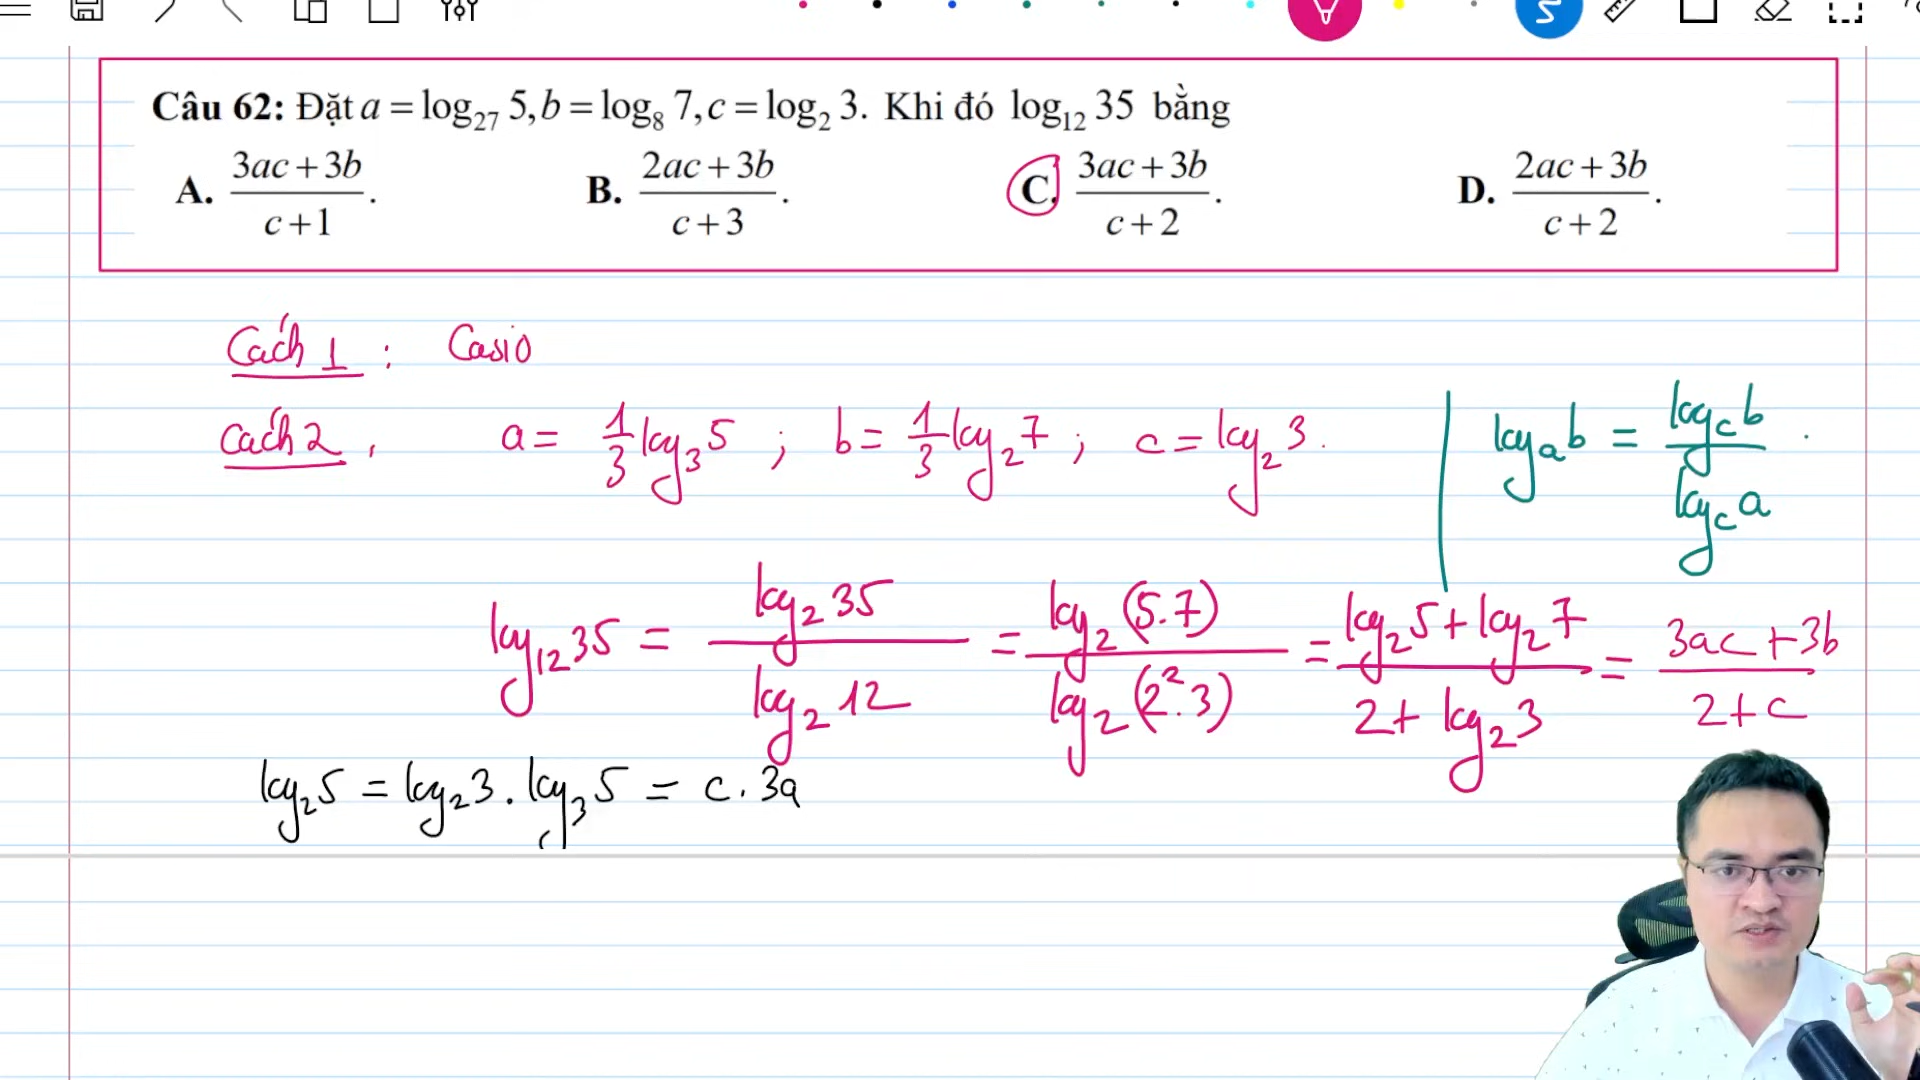 Câu 62: Đặt a = log₂₇ 5, b = log₈ 7, c = log₂ 3. Khi đó log₁₂ 35 bằng
A. (3ac + 3b)/(c + 1). B. (2ac + 3b)/(c + 3). C. (3ac + 3b)/(c + 2). D. (2ac + 3b)/(c + 2).
Cách 1 : Casio
Cách 2, a = 1/3 log₃ 5 ; b = 1/3 log₂ 7 ; c = log₂ 3.
logₐ b = log_c b / log_c a .
log₁₂ 35 = log₂ 35 / log₂ 12 = log₂ (5.7) / log₂ (2².3) = (log₂ 5 + log₂ 7) / (2 + log₂ 3) = (3ac + 3b) / (2 + c)
log₂ 5 = log₂ 3 . log₃ 5 = c . 3a